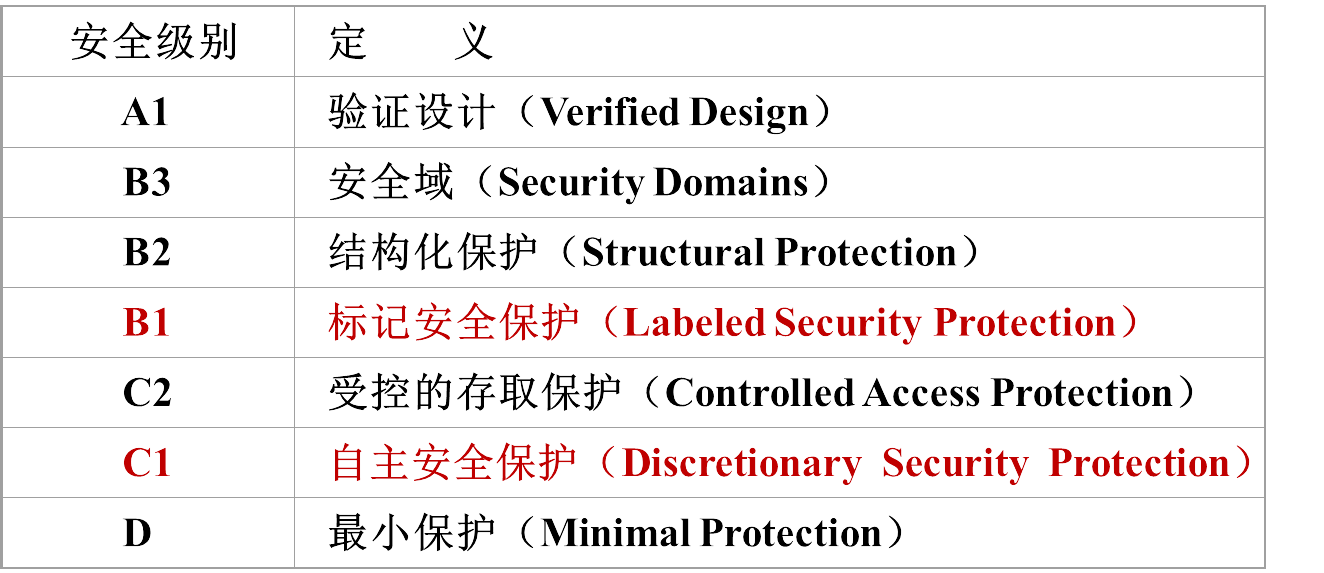 安全级别 定 义
A1 验证设计（Verified Design）
B3 安全域（Security Domains）
B2 结构化保护（Structural Protection）
B1 标记安全保护（Labeled Security Protection）
C2 受控的存取保护（Controlled Access Protection）
C1 自主安全保护（Discretionary Security Protection）
D 最小保护（Minimal Protection）